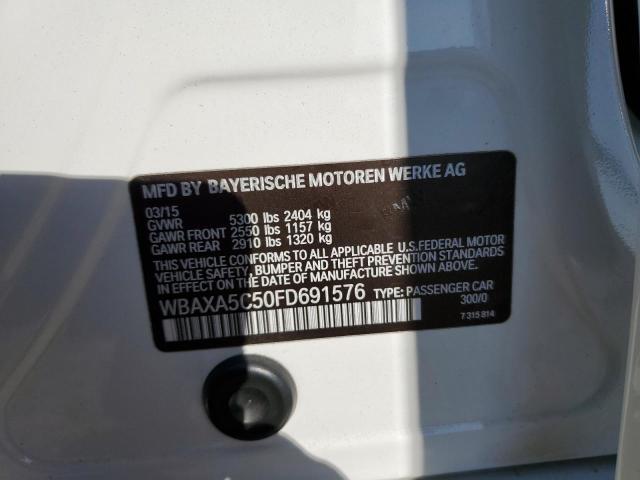 MFD BY BAYERISCHE MOTOREN WERKE AG
03/15
GVWR 5300 lbs 2404 kg
GAWR FRONT 2550 lbs 1157 kg
GAWR REAR 2910 lbs 1320 kg
THIS VEHICLE CONFORMS TO ALL APPLICABLE U.S.FEDERAL MOTOR
VEHICLE SAFETY, BUMPER, AND THEFT PREVENTION STANDARDS
IN EFFECT ON THE DATE OF MANUFACTURE SHOWN ABOVE.
WBAXA5C50FD691576 TYPE: PASSENGER CAR
300/0
7 315 814